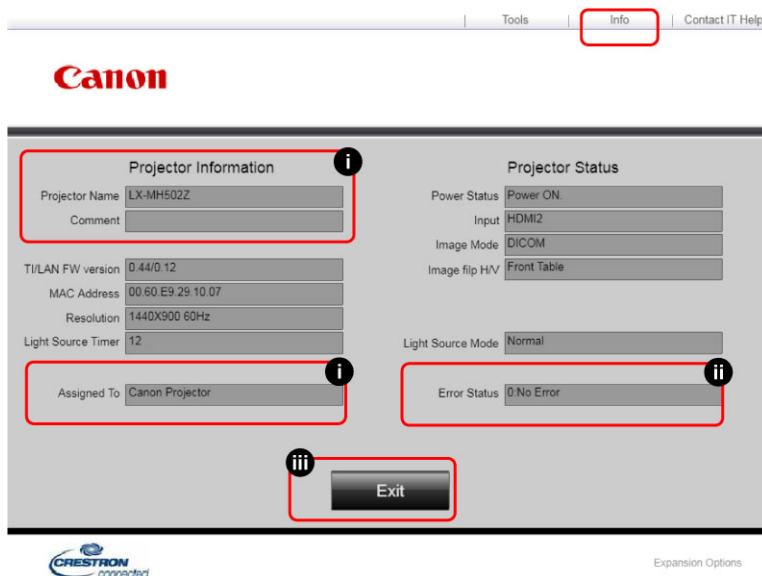 Tools | Info | Contact IT Help
Canon
Projector Information
i
Projector Name LX-MH502Z
Comment
TI/LAN FW version 0.44/0.12
MAC Address 00.60.E9.29.10.07
Resolution 1440X900 60Hz
Light Source Timer 12
i
Assigned To Canon Projector
Projector Status
Power Status Power ON.
Input HDMI2
Image Mode DICOM
Image filp H/V Front Table
Light Source Mode Normal
ii
Error Status 0:No Error
iii
Exit
CRESTRON
connected
Expansion Options